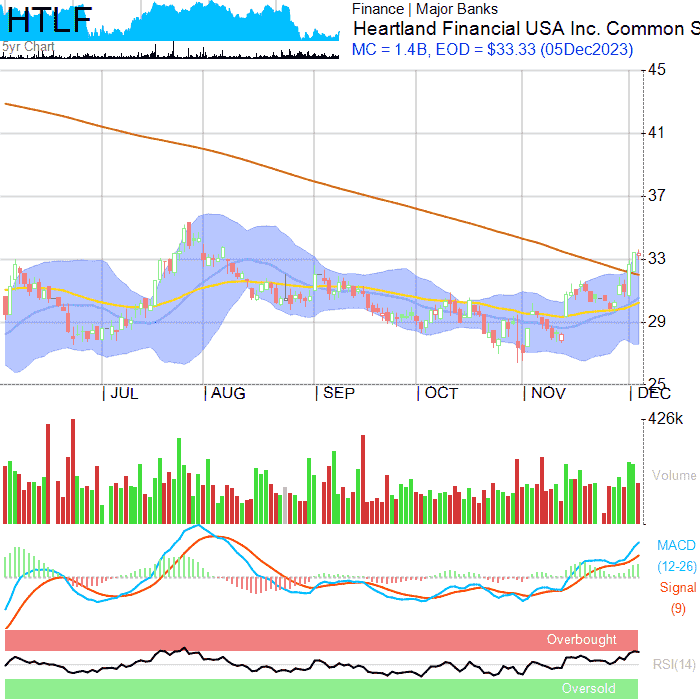 HTLF
5yr Chart
Finance | Major Banks
Heartland Financial USA Inc. Common S
MC = 1.4B, EOD = $33.33 (05Dec2023)
45
41
37
33
29
25
JUL AUG SEP OCT NOV DEC
426k
Volume
MACD
(12-26)
Signal
(9)
Overbought
RSI(14)
Oversold